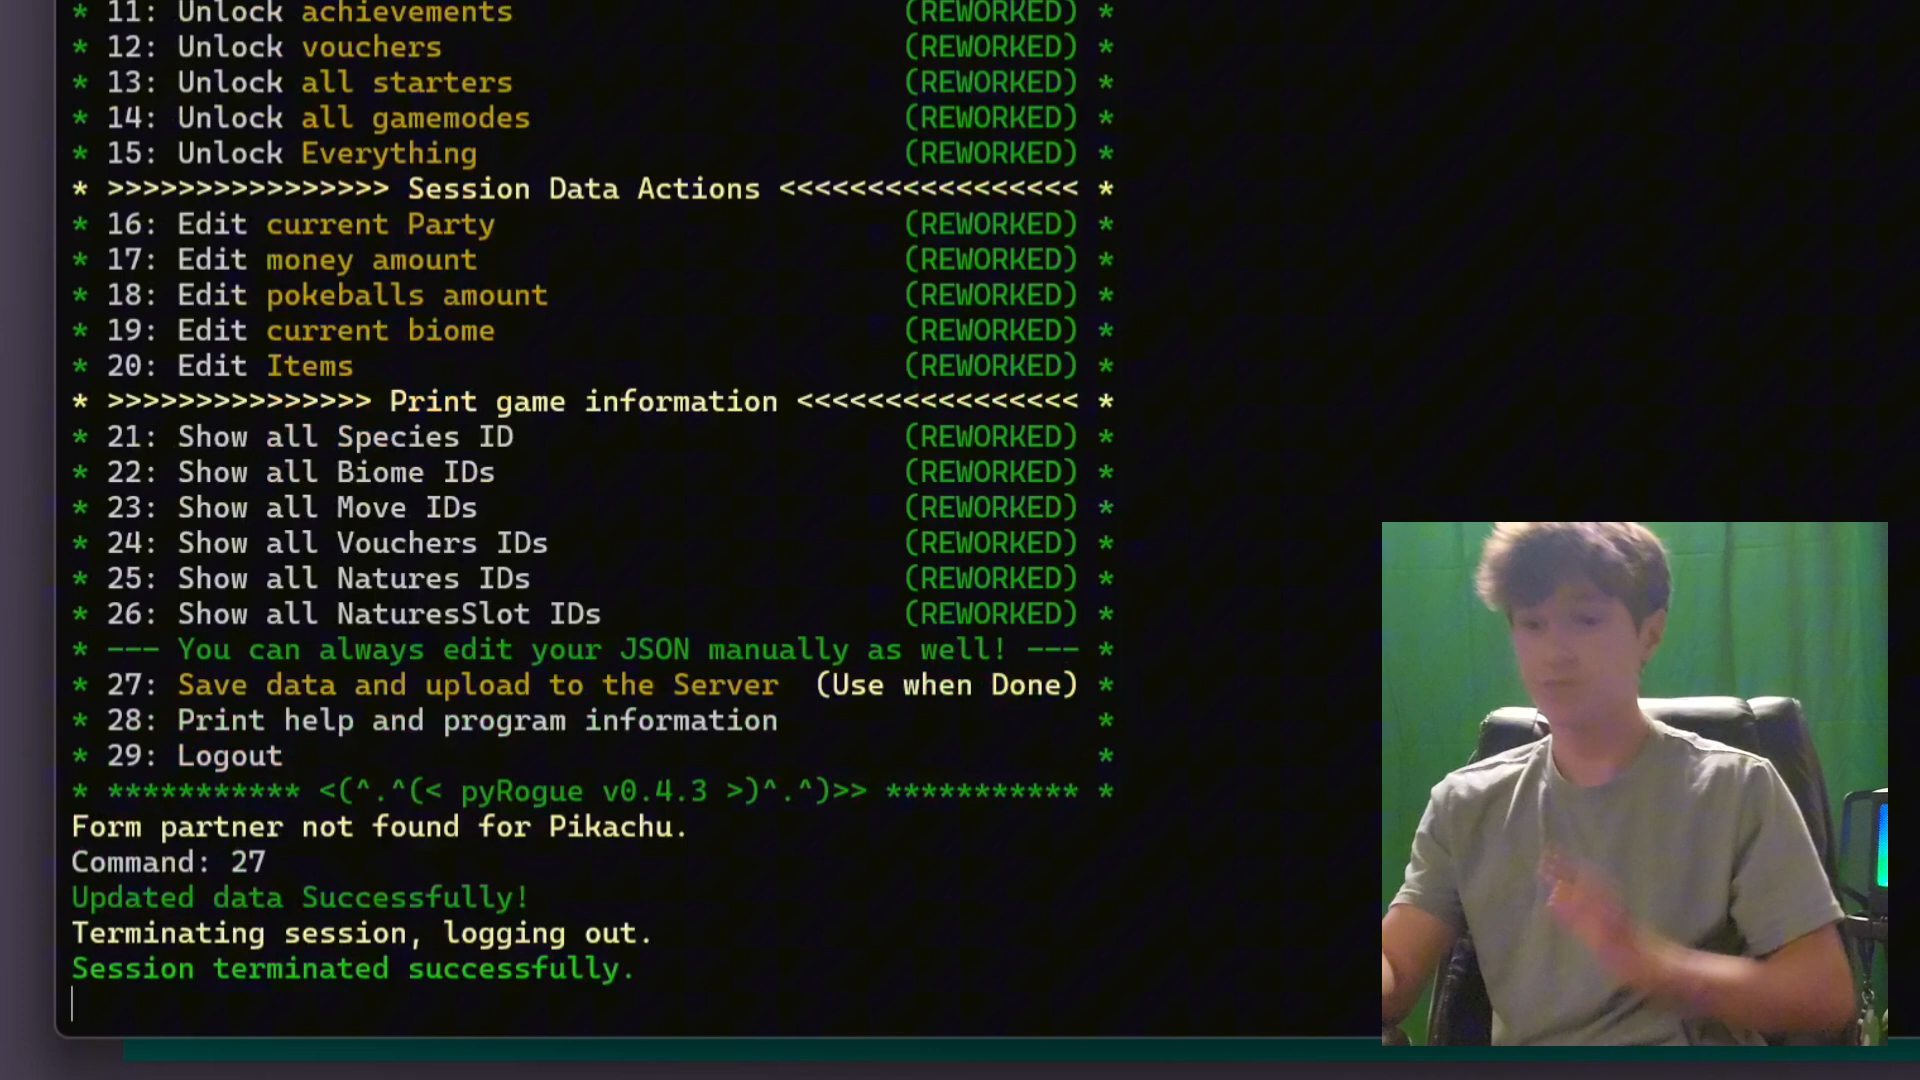 * 11: Unlock achievements (REWORKED) *
* 12: Unlock vouchers (REWORKED) *
* 13: Unlock all starters (REWORKED) *
* 14: Unlock all gamemodes (REWORKED) *
* 15: Unlock Everything (REWORKED) *
* >>>>>>>>>>>>>>>> Session Data Actions <<<<<<<<<<<<<<<<< *
* 16: Edit current Party (REWORKED) *
* 17: Edit money amount (REWORKED) *
* 18: Edit pokeballs amount (REWORKED) *
* 19: Edit current biome (REWORKED) *
* 20: Edit Items (REWORKED) *
* >>>>>>>>>>>>>>> Print game information <<<<<<<<<<<<<<<< *
* 21: Show all Species ID (REWORKED) *
* 22: Show all Biome IDs (REWORKED) *
* 23: Show all Move IDs (REWORKED) *
* 24: Show all Vouchers IDs (REWORKED) *
* 25: Show all Natures IDs (REWORKED) *
* 26: Show all NaturesSlot IDs (REWORKED) *
* --- You can always edit your JSON manually as well! --- *
* 27: Save data and upload to the Server (Use when Done) *
* 28: Print help and program information *
* 29: Logout *
* *********** <(^.^(< pyRogue v0.4.3 >)^.^)>> *********** *
Form partner not found for Pikachu.
Command: 27
Updated data Successfully!
Terminating session, logging out.
Session terminated successfully.